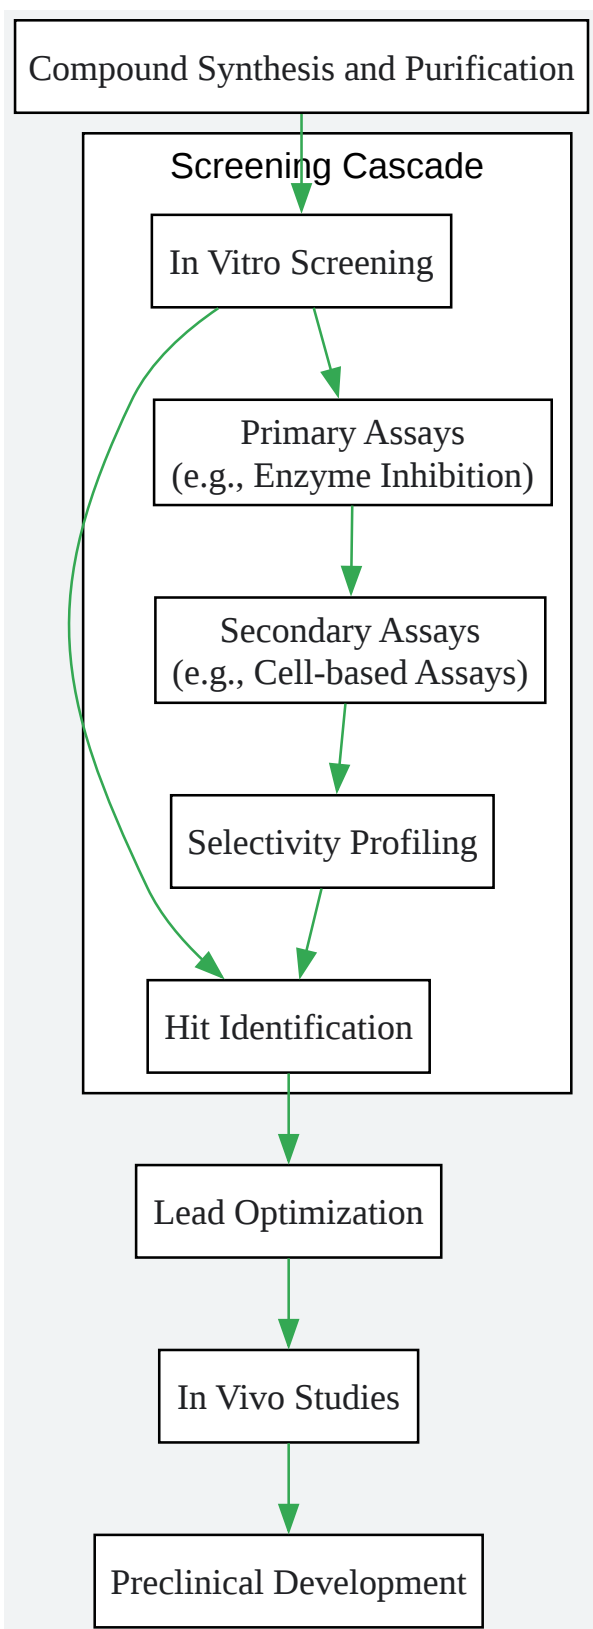 Compound Synthesis and Purification
Screening Cascade
In Vitro Screening
Primary Assays
(e.g., Enzyme Inhibition)
Secondary Assays
(e.g., Cell-based Assays)
Selectivity Profiling
Hit Identification
Lead Optimization
In Vivo Studies
Preclinical Development